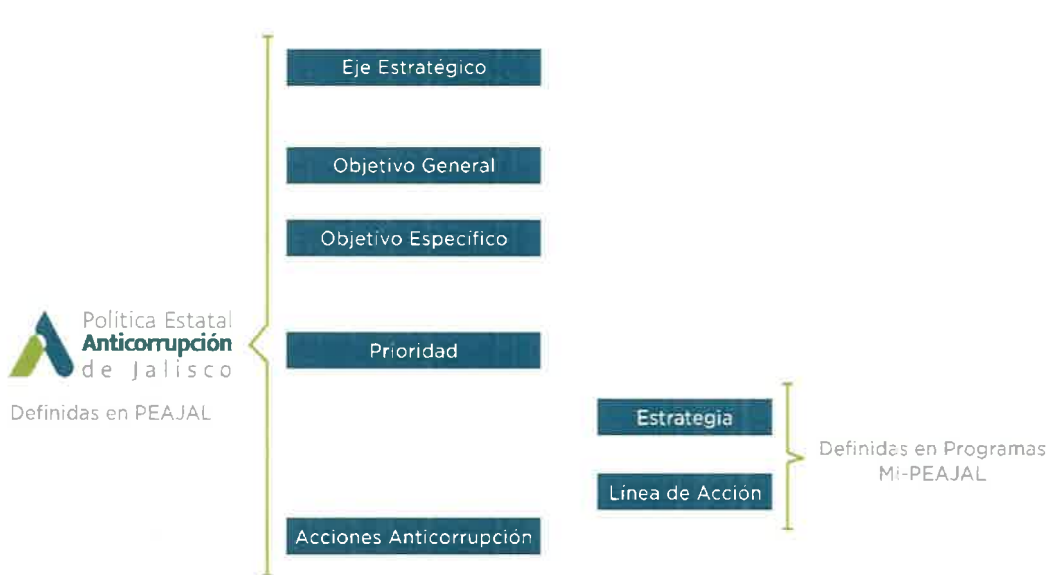 Eje Estratégico
Objetivo General
Objetivo Específico
Política Estatal
Anticorrupción
de Jalisco
Definidas en PEAJAL
Prioridad
Estrategia
Línea de Acción
Definidas en Programas
MI-PEAJAL
Acciones Anticorrupción